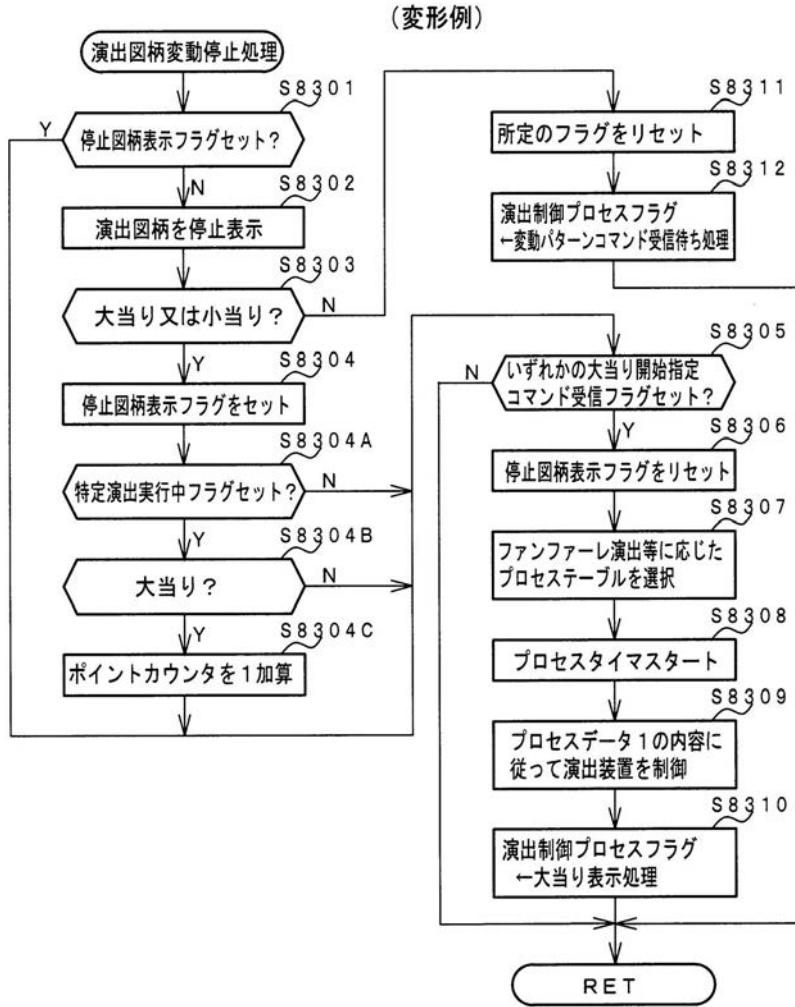 (変形例)
演出図柄変動停止処理
S8301
停止図柄表示フラグセット?
Y
N
S8302
演出図柄を停止表示
S8303
大当り又は小当り?
N
Y
S8304
停止図柄表示フラグをセット
S8304A
特定演出実行中フラグセット?
N
Y
S8304B
大当り?
N
Y
S8304C
ポイントカウンタを1加算
S8311
所定のフラグをリセット
S8312
演出制御プロセスフラグ
←変動パターンコマンド受信待ち処理
S8305
いずれかの大当り開始指定
コマンド受信フラグセット?
N
Y
S8306
停止図柄表示フラグをリセット
S8307
ファンファーレ演出等に応じた
プロセステーブルを選択
S8308
プロセスタイマスタート
S8309
プロセスデータ1の内容に
従って演出装置を制御
S8310
演出制御プロセスフラグ
←大当り表示処理
RET